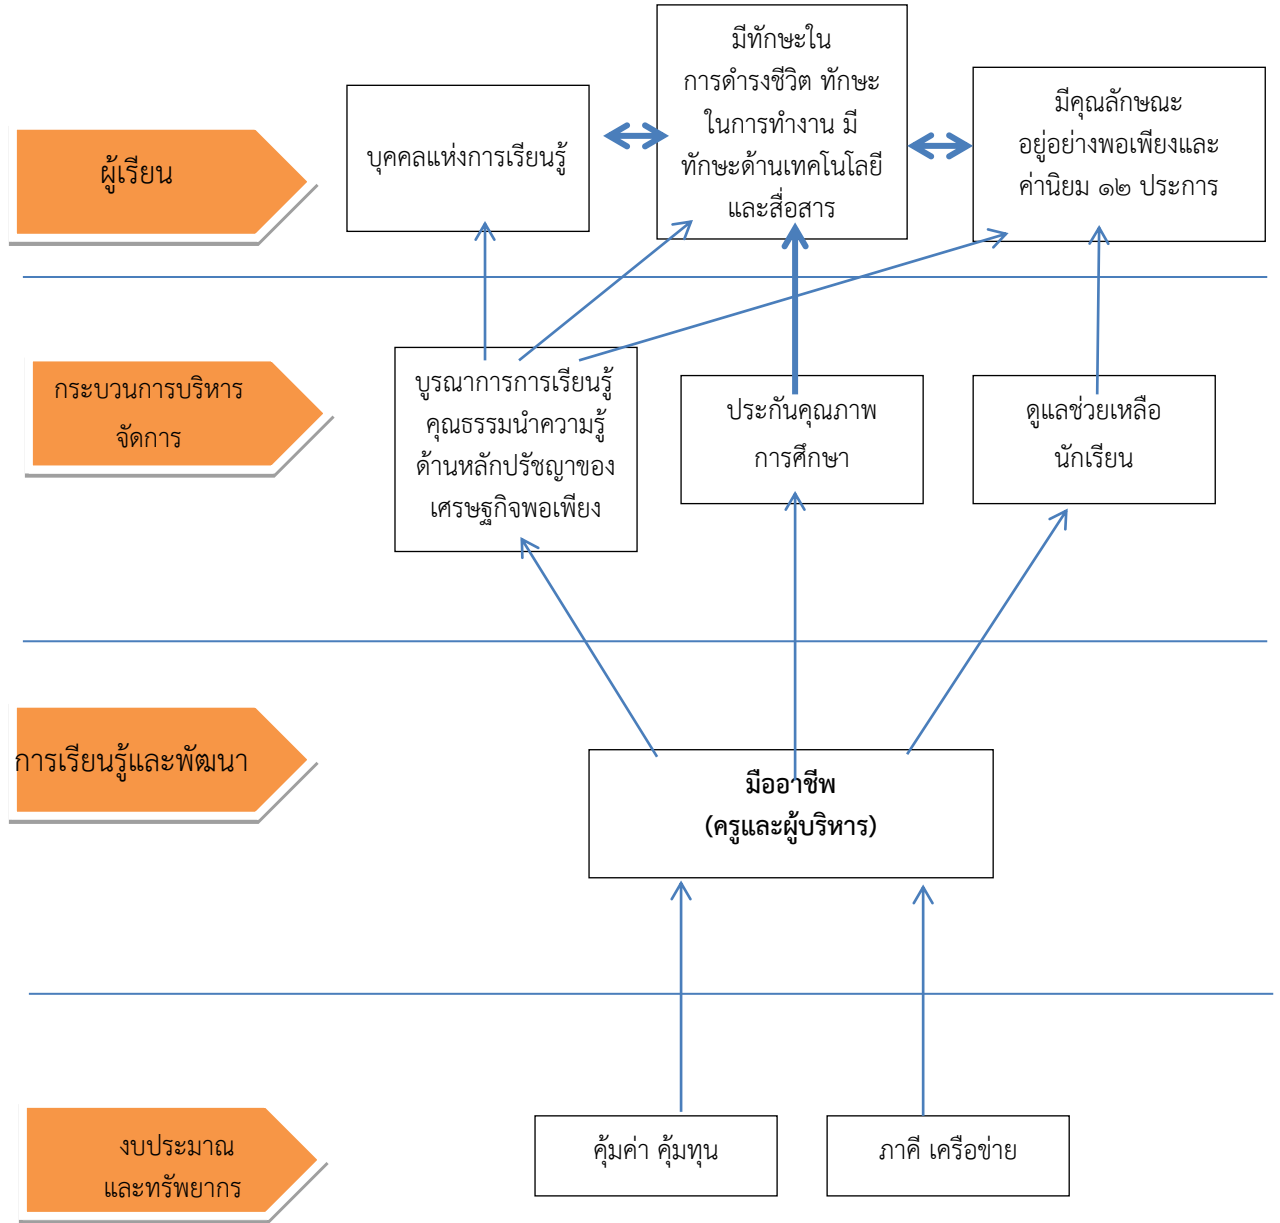 ผู้เรียน
บุคคลแห่งการเรียนรู้
มีทักษะใน
การดำรงชีวิต ทักษะ
ในการทำงาน มี
ทักษะด้านเทคโนโลยี
และสื่อสาร
มีคุณลักษณะ
อยู่อย่างพอเพียงและ
ค่านิยม ๑๒ ประการ
กระบวนการบริหาร
จัดการ
บูรณาการการเรียนรู้
คุณธรรมนำความรู้
ด้านหลักปรัชญาของ
เศรษฐกิจพอเพียง
ประกันคุณภาพ
การศึกษา
ดูแลช่วยเหลือ
นักเรียน
การเรียนรู้และพัฒนา
มืออาชีพ
(ครูและผู้บริหาร)
งบประมาณ
และทรัพยากร
คุ้มค่า คุ้มทุน
ภาคี เครือข่าย